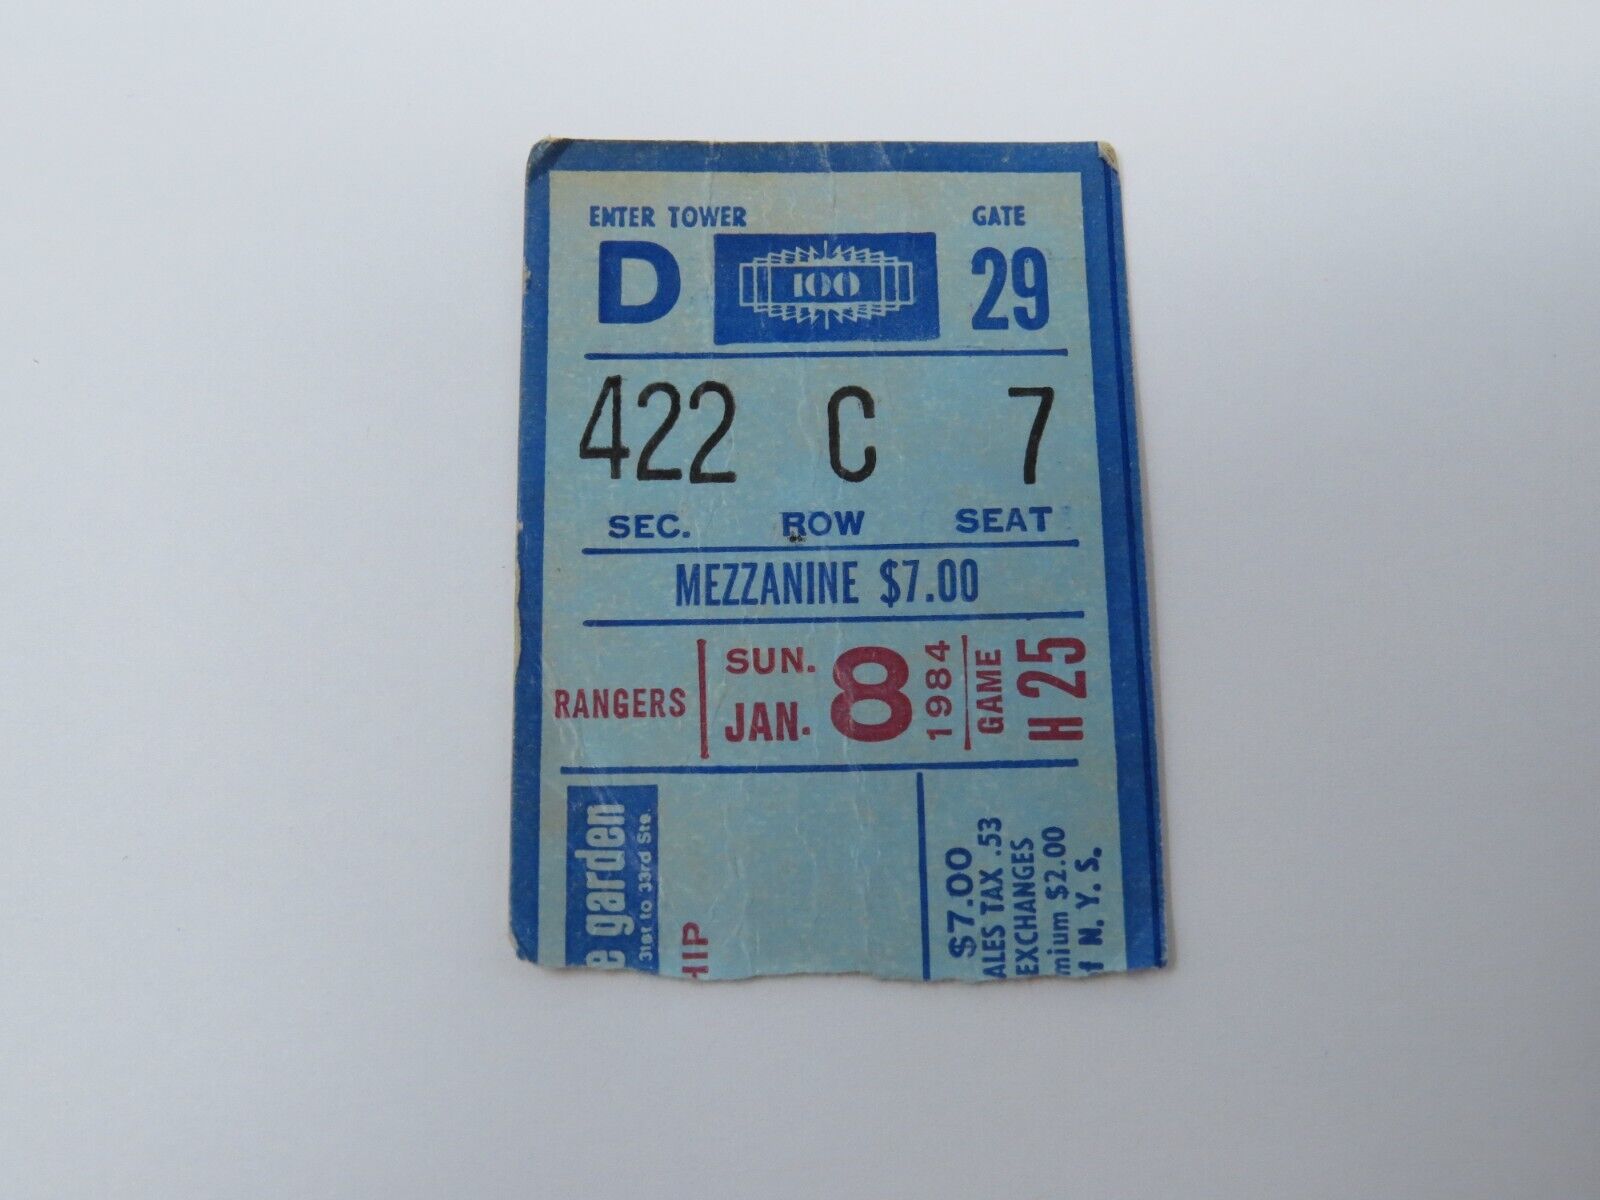 ENTER TOWER
GATE
D
100
29
422 C 7
SEC. ROW SEAT
MEZZANINE $7.00
RANGERS
SUN.
JAN.
8
1984
GAME
H 25
e garden
31st to 33rd Sts.
HIP
$7.00
ALES TAX .53
EXCHANGES
mium $2.00
f N.Y.S.